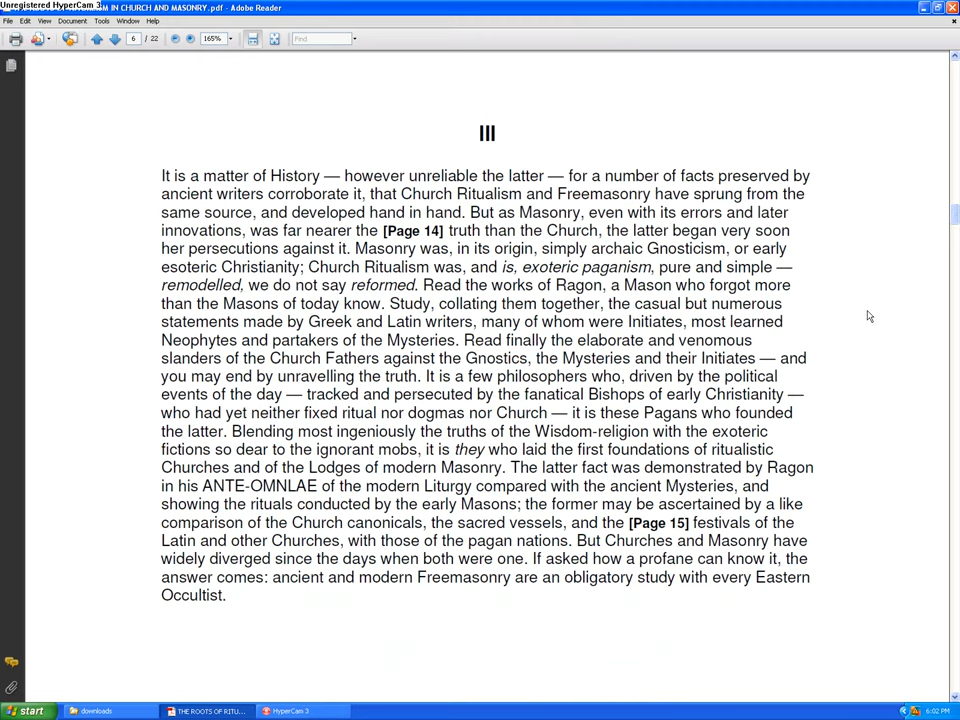 Unregistered HyperCam 3
M IN CHURCH AND MASONRY.pdf - Adobe Reader
File Edit View Document Tools Window Help
6 / 22 165% Find
III
It is a matter of History — however unreliable the latter — for a number of facts preserved by
ancient writers corroborate it, that Church Ritualism and Freemasonry have sprung from the
same source, and developed hand in hand. But as Masonry, even with its errors and later
innovations, was far nearer the [Page 14] truth than the Church, the latter began very soon
her persecutions against it. Masonry was, in its origin, simply archaic Gnosticism, or early
esoteric Christianity; Church Ritualism was, and is, exoteric paganism, pure and simple —
remodelled, we do not say reformed. Read the works of Ragon, a Mason who forgot more
than the Masons of today know. Study, collating them together, the casual but numerous
statements made by Greek and Latin writers, many of whom were Initiates, most learned
Neophytes and partakers of the Mysteries. Read finally the elaborate and venomous
slanders of the Church Fathers against the Gnostics, the Mysteries and their Initiates — and
you may end by unravelling the truth. It is a few philosophers who, driven by the political
events of the day — tracked and persecuted by the fanatical Bishops of early Christianity —
who had yet neither fixed ritual nor dogmas nor Church — it is these Pagans who founded
the latter. Blending most ingeniously the truths of the Wisdom-religion with the exoteric
fictions so dear to the ignorant mobs, it is they who laid the first foundations of ritualistic
Churches and of the Lodges of modern Masonry. The latter fact was demonstrated by Ragon
in his ANTE-OMNLAE of the modern Liturgy compared with the ancient Mysteries, and
showing the rituals conducted by the early Masons; the former may be ascertained by a like
comparison of the Church canonicals, the sacred vessels, and the [Page 15] festivals of the
Latin and other Churches, with those of the pagan nations. But Churches and Masonry have
widely diverged since the days when both were one. If asked how a profane can know it, the
answer comes: ancient and modern Freemasonry are an obligatory study with every Eastern
Occultist.
start downloads THE ROOTS OF RITU... HyperCam 3 6:02 PM